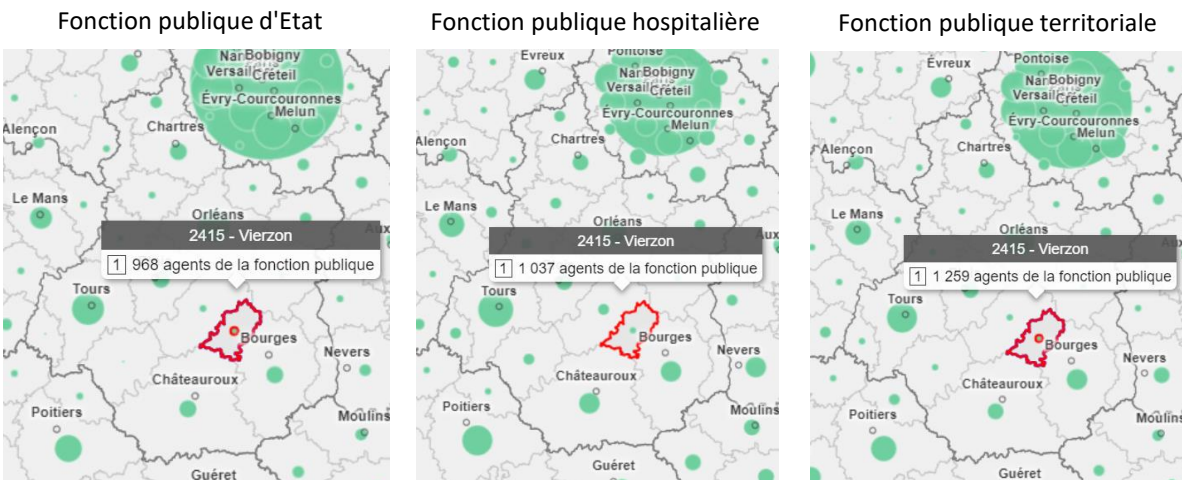 Fonction publique d'Etat
Fonction publique hospitalière
Fonction publique territoriale
Nar Bobigny
Versail Créteil
Évry-Courcouronnes
Melun
Chartres
Alençon
Le Mans
Orléans
2415 - Vierzon
1 968 agents de la fonction publique
Tours
Bourges
Nevers
Châteauroux
Poitiers
Moulins
Guéret
Evreux
Pontoise
Nar Bobigny
Versail Créteil
Évry-Courcouronnes
Melun
Chartres
Alençon
Le Mans
Orléans
Aux
2415 - Vierzon
1 1 037 agents de la fonction publique
Tours
Bourges
Nevers
Châteauroux
Poitiers
Moulins
Guéret
Évreux
Pontoise
Nar Bobigny
Versail Créteil
Évry-Courcouronnes
Melun
Chartres
Alençon
Le Mans
Orléans
Aux
2415 - Vierzon
1 1 259 agents de la fonction publique
Tours
Bourges
Nevers
Châteauroux
Poitiers
Moulins
Guéret